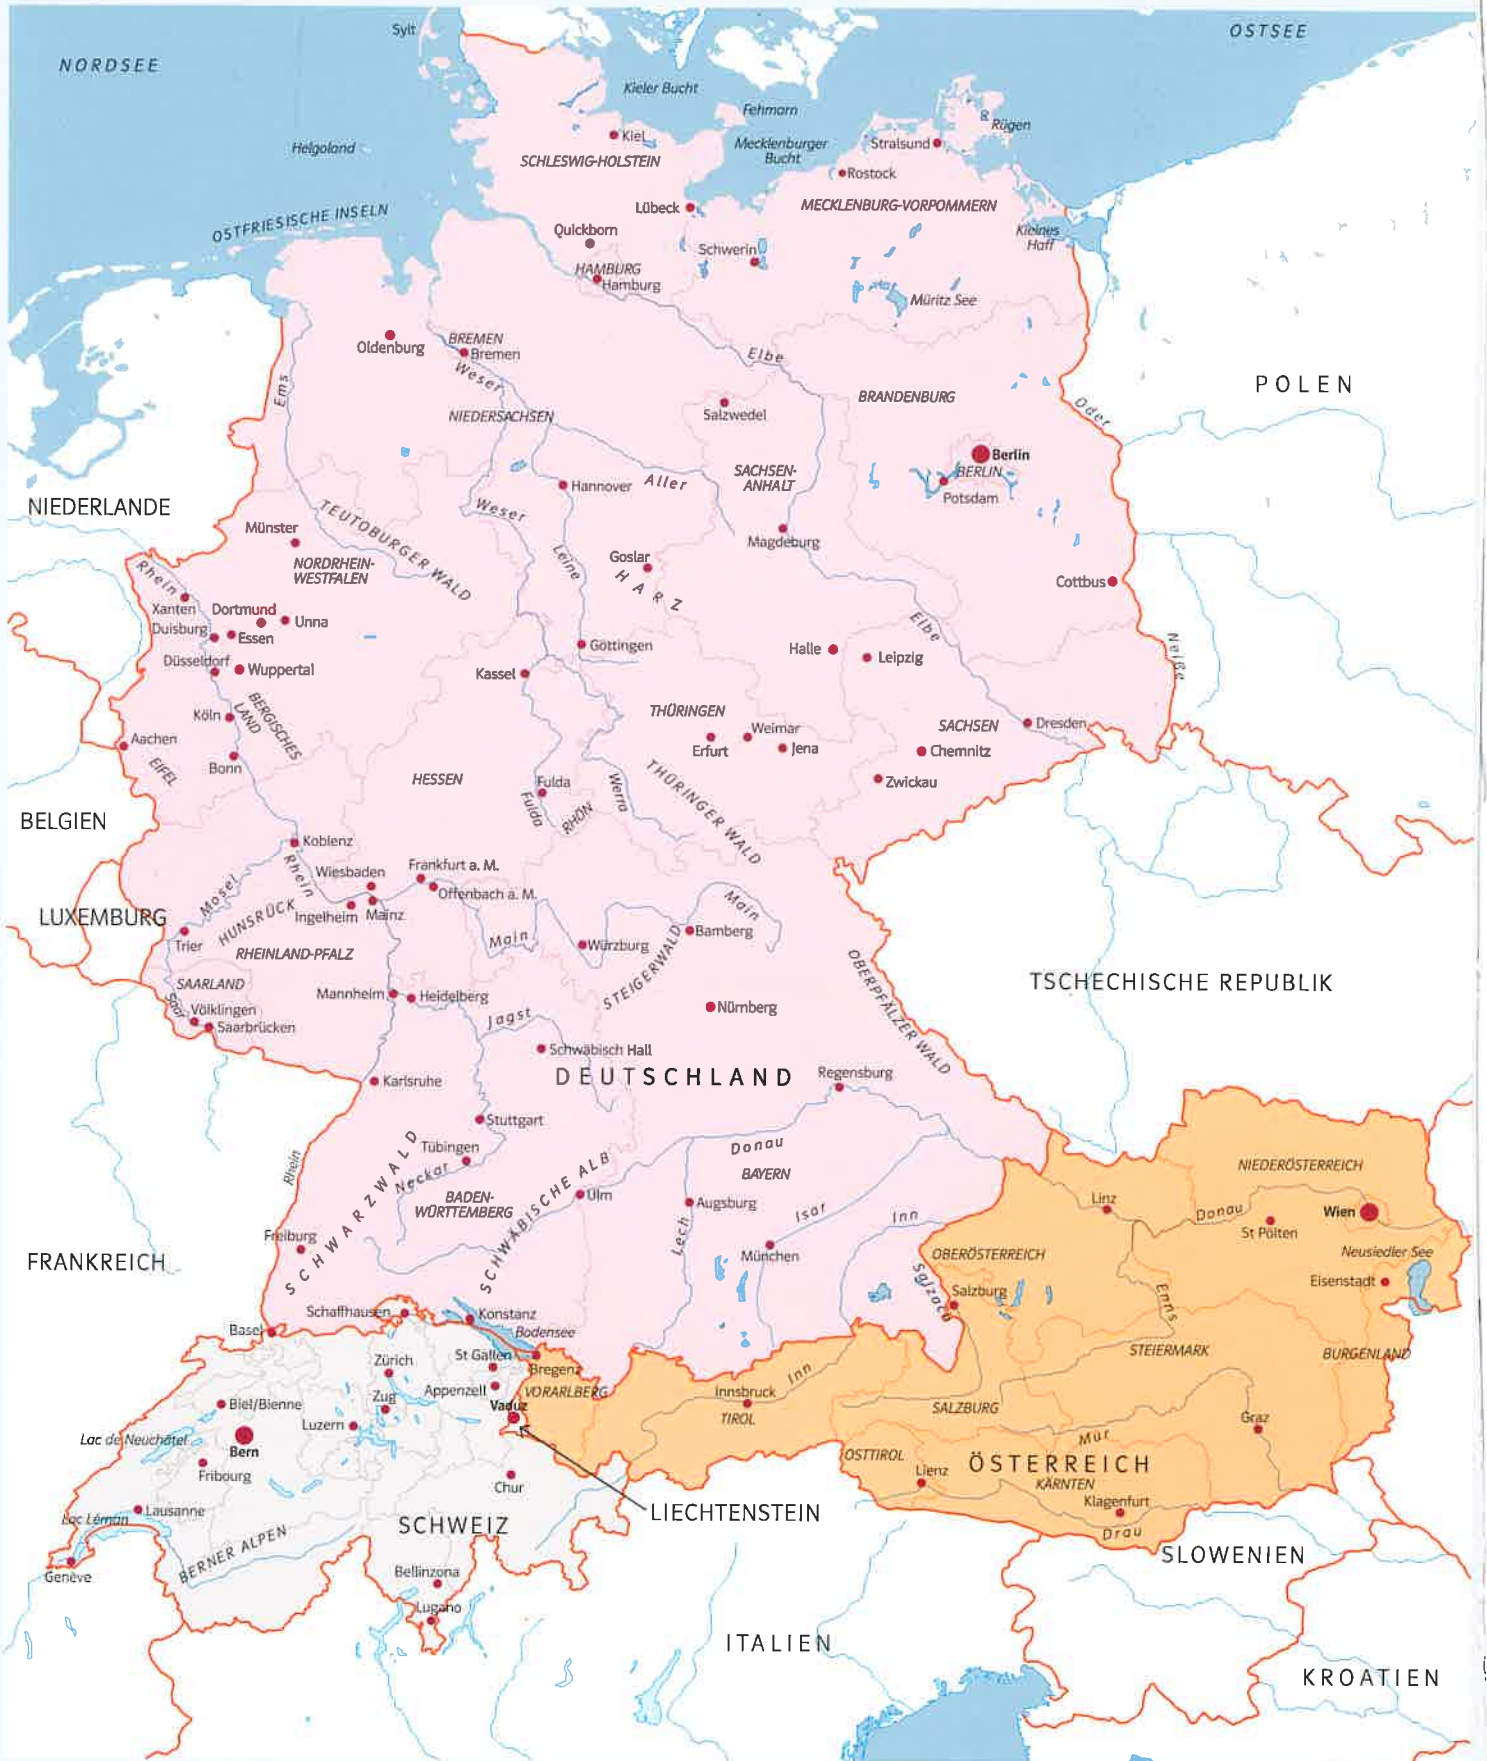 Sylt
OSTSEE
NORDSEE
Kieler Bucht
Fehmarn
Rügen
Kiel
Helgoland
Mecklenburger
Bucht
Stralsund
SCHLESWIG-HOLSTEIN
Rostock
Lübeck
MECKLENBURG-VORPOMMERN
OSTFRIESISCHE INSELN
Quickborn
Schwerin
Kleines
Haff
HAMBURG
Hamburg
Müritz See
Oldenburg
BREMEN
Bremen
Elbe
Weser
Ems
POLEN
BRANDENBURG
Oder
NIEDERSACHSEN
Salzwedel
Berlin
BERLIN
SACHSEN-
ANHALT
Hannover
Aller
Potsdam
NIEDERLANDE
Weser
TEUTOBURGER WALD
Münster
Magdeburg
Leine
Goslar
HARZ
NORDRHEIN-
WESTFALEN
Rhein
Cottbus
Xanten
Dortmund
Unna
Duisburg
Essen
Elbe
Göttingen
Halle
Leipzig
Neiße
Düsseldorf
Wuppertal
Kassel
BERGISCHES
LAND
Köln
THÜRINGEN
Weimar
SACHSEN
Dresden
Aachen
Erfurt
Jena
Chemnitz
EIFEL
Bonn
HESSEN
Fulda
Fulda
RHÖN
Werra
THÜRINGER WALD
Zwickau
BELGIEN
Koblenz
Rhein
Wiesbaden
Frankfurt a. M.
Offenbach a. M.
Mosel
LUXEMBURG
HUNSRÜCK
Ingelheim
Mainz
Main
Main
Trier
Würzburg
Bamberg
STEIGERWALD
RHEINLAND-PFALZ
OBERPFÄLZER WALD
TSCHECHISCHE REPUBLIK
SAARLAND
Saar
Mannheim
Heidelberg
Völklingen
Saarbrücken
Jagst
Nürnberg
Schwäbisch Hall
DEUTSCHLAND
Karlsruhe
Regensburg
Stuttgart
Tübingen
Neckar
Donau
BAYERN
Rhein
SCHWARZWALD
BADEN-
WÜRTTEMBERG
SCHWÄBISCHE ALB
Ulm
Augsburg
Lech
Isar
Inn
NIEDERÖSTERREICH
Linz
Donau
Wien
St Pölten
FRANKREICH
Freiburg
München
OBERÖSTERREICH
Neusiedler See
Salzach
Salzburg
Enns
Eisenstadt
Schaffhausen
Konstanz
Bodensee
Basel
Zürich
St Gallen
Bregenz
STEIERMARK
BURGENLAND
Appenzell
VORARLBERG
Inn
Innsbruck
TIROL
Biel/Bienne
Zug
Luzern
Vaduz
SALZBURG
Graz
Lac de Neuchâtel
Bern
Mur
OSTTIROL
ÖSTERREICH
Fribourg
Lienz
Chur
KÄRNTEN
Klagenfurt
Lausanne
Lac Léman
LIECHTENSTEIN
SCHWEIZ
BERNER ALPEN
Drau
SLOWENIEN
Genève
Bellinzona
Lugano
ITALIEN
KROATIEN